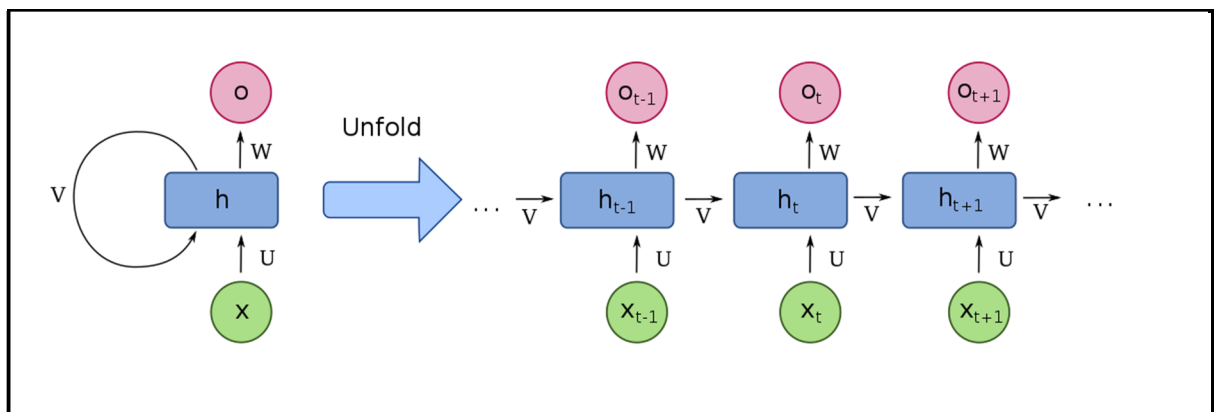 o
W
V
h
U
x
Unfold
... V
o_{t-1}
W
h_{t-1}
V
U
x_{t-1}
o_t
W
h_t
V
U
x_t
o_{t+1}
W
h_{t+1}
V ...
U
x_{t+1}